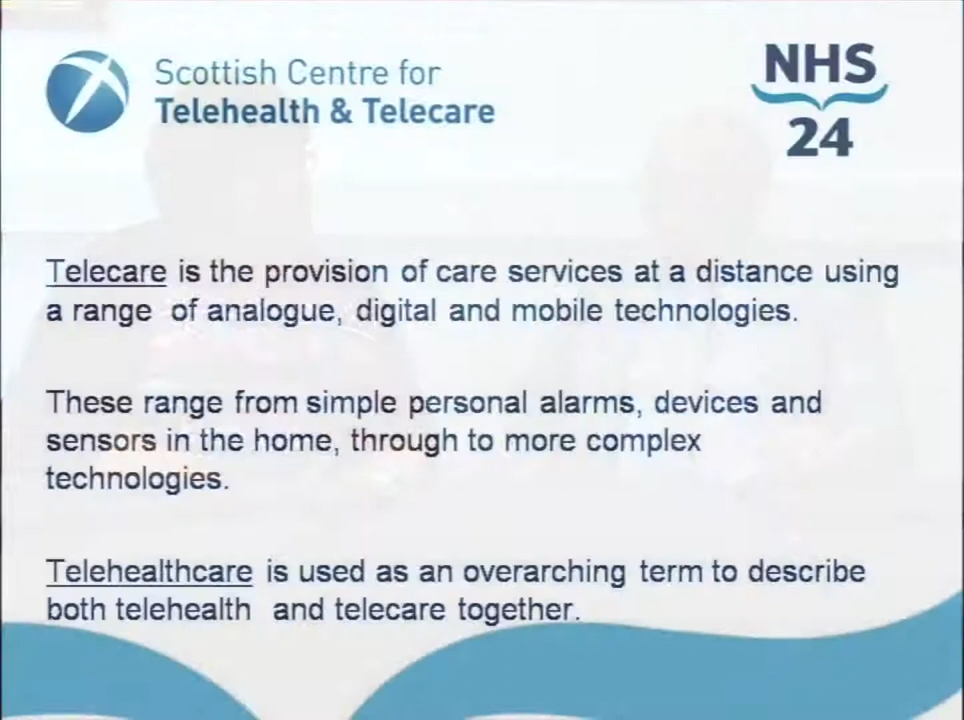 Scottish Centre for
Telehealth & Telecare
NHS
24
Telecare is the provision of care services at a distance using
a range of analogue, digital and mobile technologies.
These range from simple personal alarms, devices and
sensors in the home, through to more complex
technologies.
Telehealthcare is used as an overarching term to describe
both telehealth and telecare together.